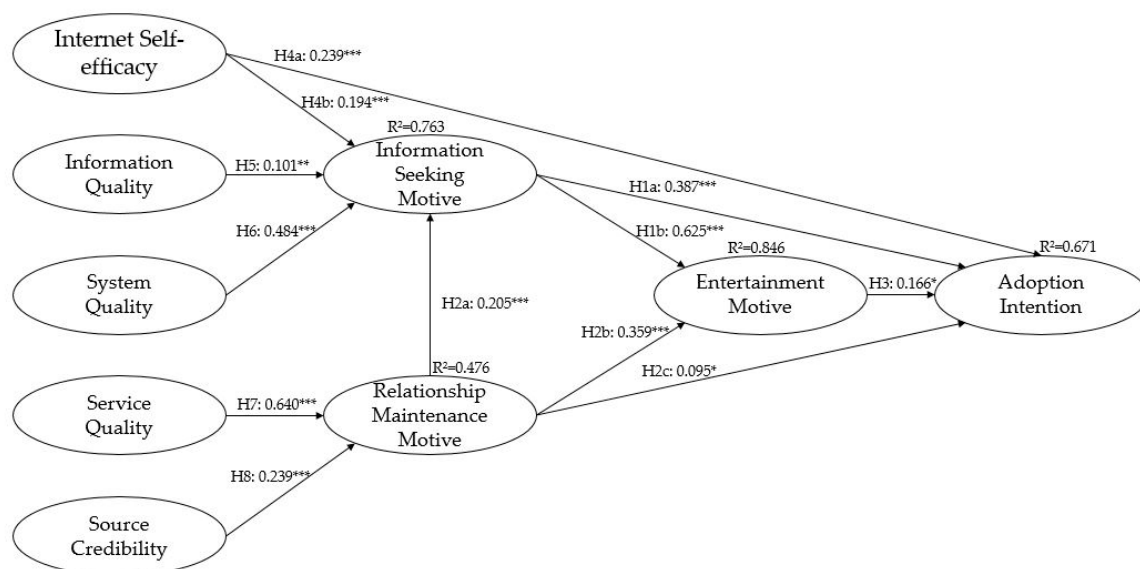 Internet Self-
efficacy
H4a: 0.239***
H4b: 0.194***
R²=0.763
Information
Quality
H5: 0.101**
Information
Seeking
Motive
H1a: 0.387***
H6: 0.484***
H1b: 0.625***
R²=0.846
R²=0.671
System
Quality
H2a: 0.205***
Entertainment
Motive
H3: 0.166*
Adoption
Intention
H2b: 0.359***
R²=0.476
H2c: 0.095*
Service
Quality
H7: 0.640***
Relationship
Maintenance
Motive
H8: 0.239***
Source
Credibility